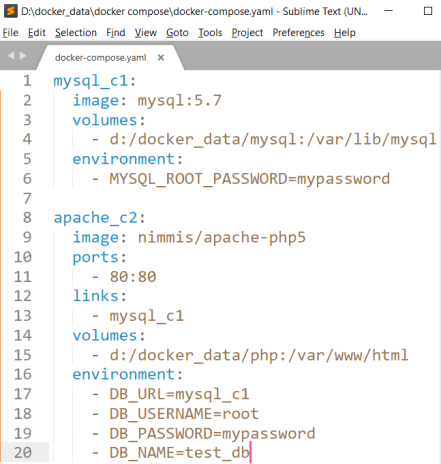 D:\docker_data\docker compose\docker-compose.yaml - Sublime Text (UN...
File Edit Selection Find View Goto Tools Project Preferences Help
docker-compose.yaml ×
1 mysql_c1:
2   image: mysql:5.7
3   volumes:
4     - d:/docker_data/mysql:/var/lib/mysql
5   environment:
6     - MYSQL_ROOT_PASSWORD=mypassword
7
8 apache_c2:
9   image: nimmis/apache-php5
10   ports:
11     - 80:80
12   links:
13     - mysql_c1
14   volumes:
15     - d:/docker_data/php:/var/www/html
16   environment:
17     - DB_URL=mysql_c1
18     - DB_USERNAME=root
19     - DB_PASSWORD=mypassword
20     - DB_NAME=test_db